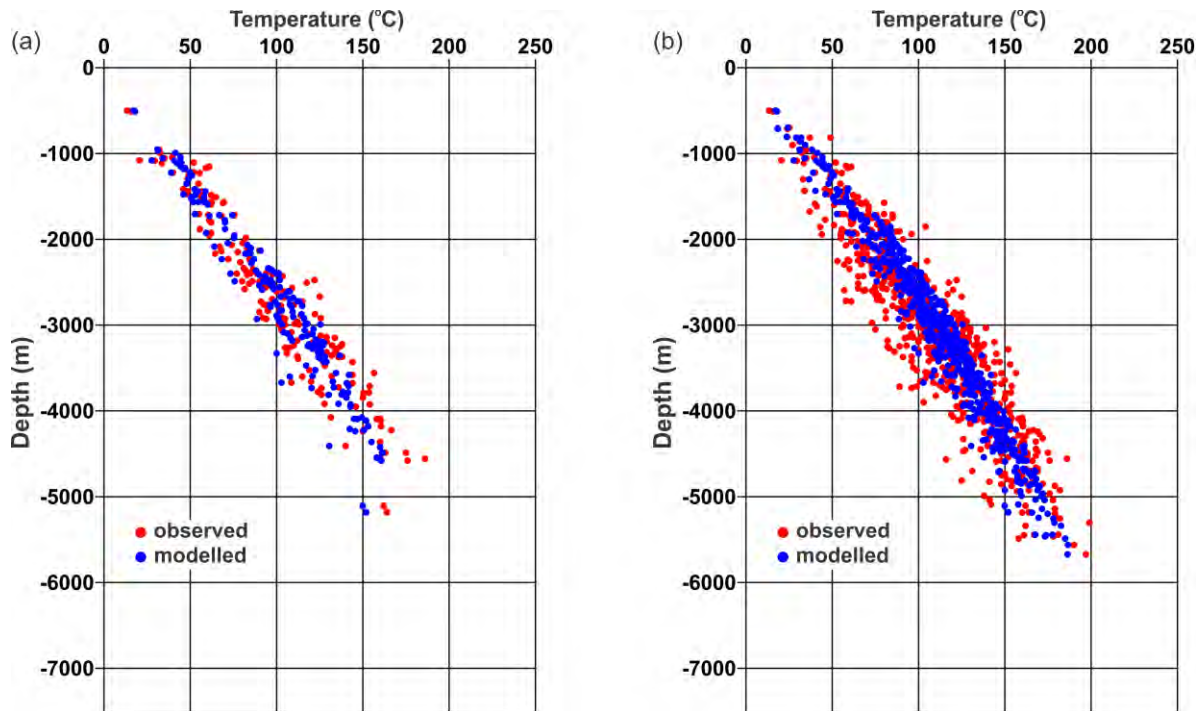 Temperature (°C)
(a)
0 50 100 150 200 250
0
-1000
-2000
-3000
-4000
-5000
-6000
-7000
Depth (m)
observed
modelled
Temperature (°C)
(b)
0 50 100 150 200 250
0
-1000
-2000
-3000
-4000
-5000
-6000
-7000
Depth (m)
observed
modelled